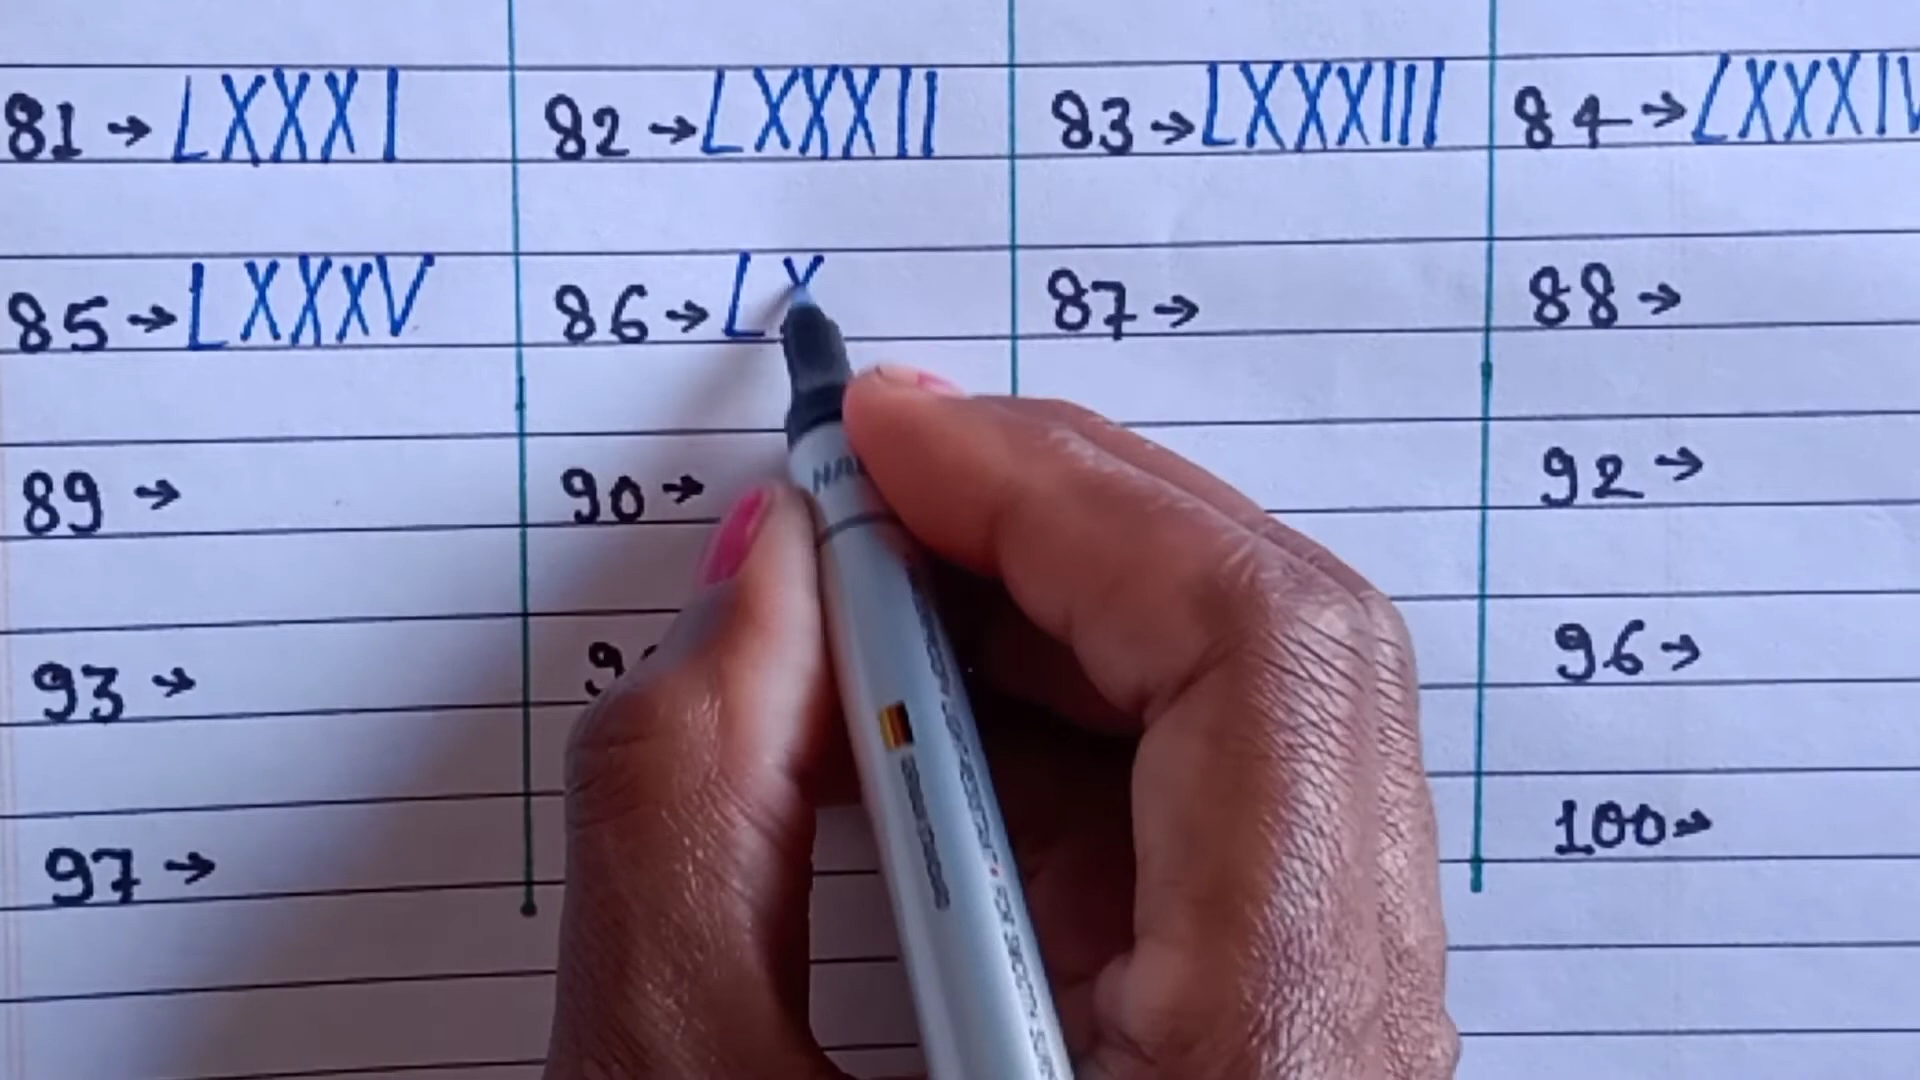 81 → LXXXI 82 → LXXXII 83 → LXXXIII 84 → LXXXIV
85 → LXXXV 86 → LX 87 → 88 →
89 → 90 → 92 →
93 → 96 →
97 → 100 →